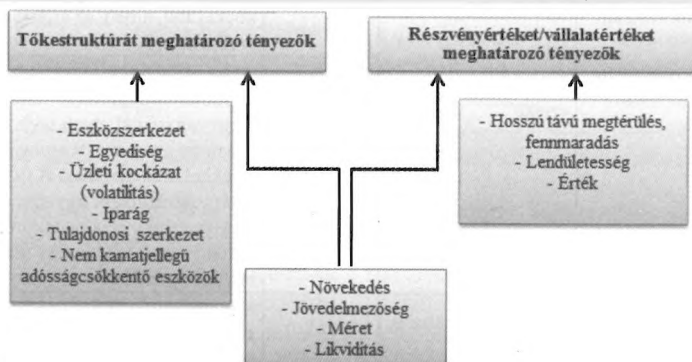 Tőkestruktúrát meghatározó tényezők
Részvényértéket/vállalatértéket
meghatározó tényezők
- Eszközszerkezet
- Egyediség
- Üzleti kockázat
(volatilitás)
- Iparág
- Tulajdonosi szerkezet
- Nem kamatjellegű
adósságcsökkentő eszközök
- Hosszú távú megtérülés,
fennmaradás
- Lendületesség
- Érték
- Növekedés
- Jövedelmezőség
- Méret
- Likviditás